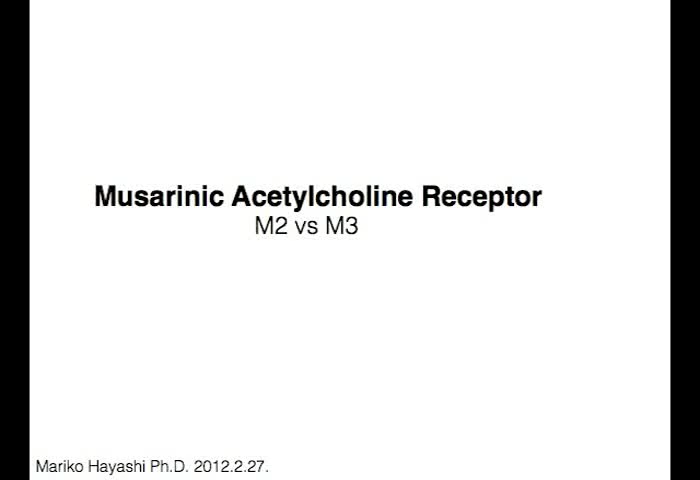 Musarinic Acetylcholine Receptor
M2 vs M3
Mariko Hayashi Ph.D. 2012.2.27.